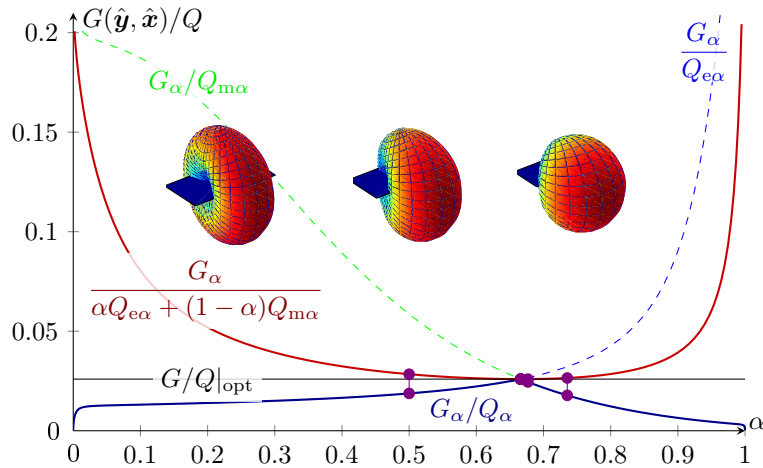 G(ŷ, x̂)/Q
0.2
G_α
Q_eα
G_α/Q_mα
0.15
0.1
G_α
αQ_eα + (1 − α)Q_mα
0.05
G/Q|_opt
G_α/Q_α
α
0
0 0.1 0.2 0.3 0.4 0.5 0.6 0.7 0.8 0.9 1